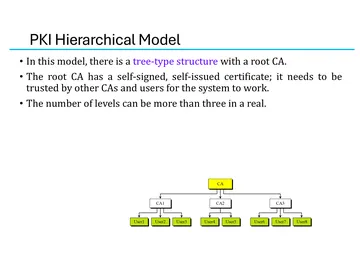 PKI Hierarchical Model
• In this model, there is a tree-type structure with a root CA.
• The root CA has a self-signed, self-issued certificate; it needs to be
trusted by other CAs and users for the system to work.
• The number of levels can be more than three in a real.
CA
CA1 CA2 CA3
User1 User2 User3 User4 User5 User6 User7 User8